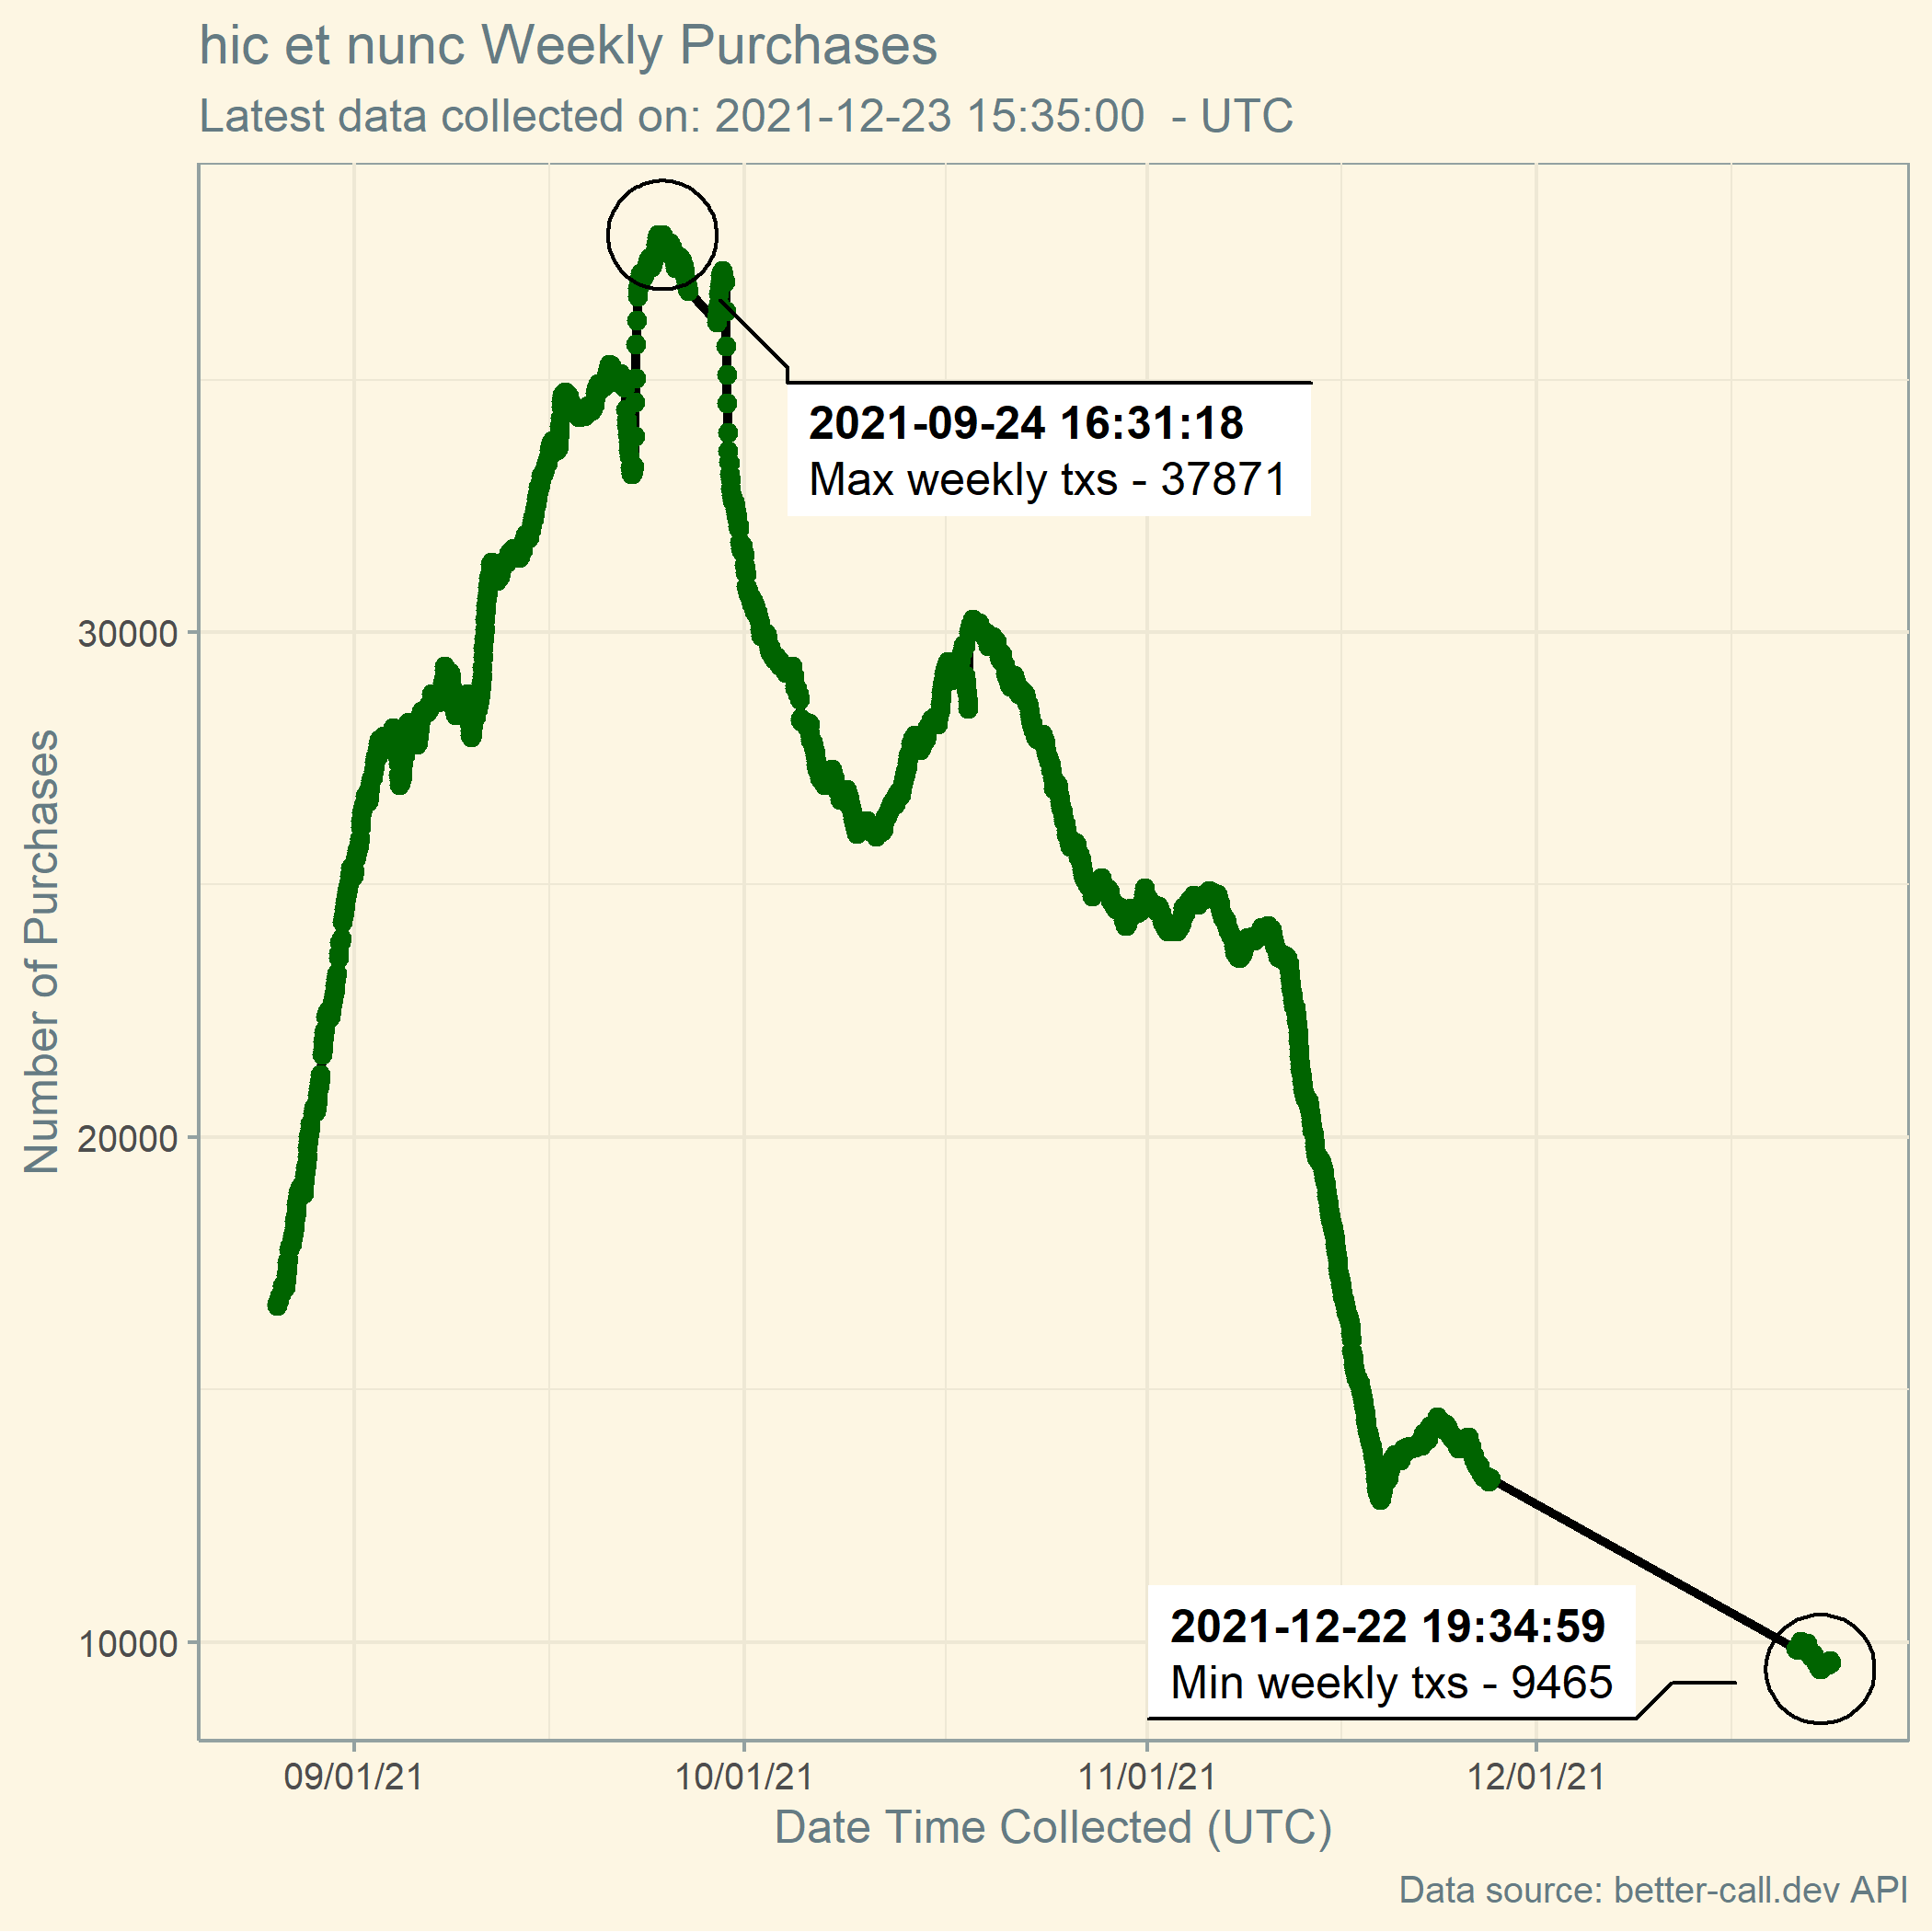 hic et nunc Weekly Purchases
Latest data collected on: 2021-12-23 15:35:00  - UTC
2021-09-24 16:31:18
Max weekly txs - 37871
30000
20000
10000
Number of Purchases
2021-12-22 19:34:59
Min weekly txs - 9465
09/01/21
10/01/21
11/01/21
12/01/21
Date Time Collected (UTC)
Data source: better-call.dev API